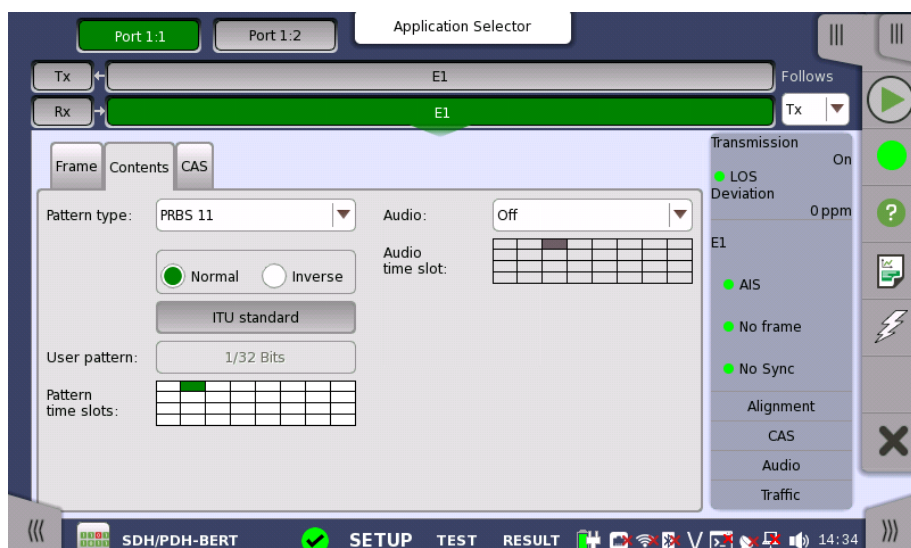 Port 1:1
Port 1:2
Application Selector
Tx
E1
Follows
Rx
E1
Tx
Frame
Contents
CAS
Pattern type:
PRBS 11
Audio:
Off
Normal
Inverse
Audio
time slot:
ITU standard
User pattern:
1/32 Bits
Pattern
time slots:
Transmission
On
LOS
Deviation
0 ppm
E1
AIS
No frame
No Sync
Alignment
CAS
Audio
Traffic
SDH/PDH-BERT
SETUP
TEST
RESULT
14:34